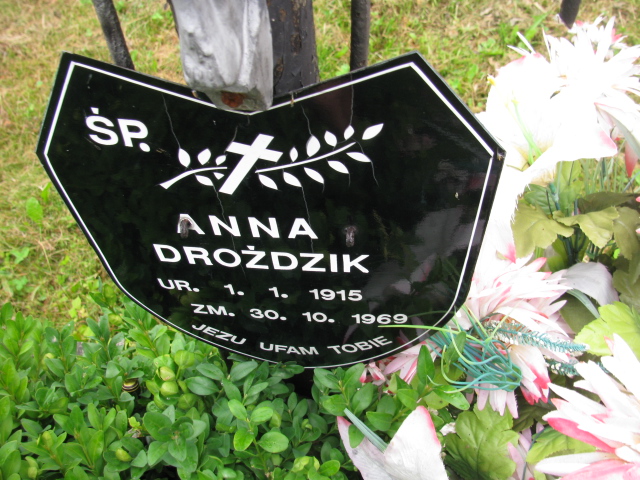 ŚP.
ANNA
DROŻDZIK
UR. 1. 1. 1915
ZM. 30. 10. 1969
JEZU UFAM TOBIE